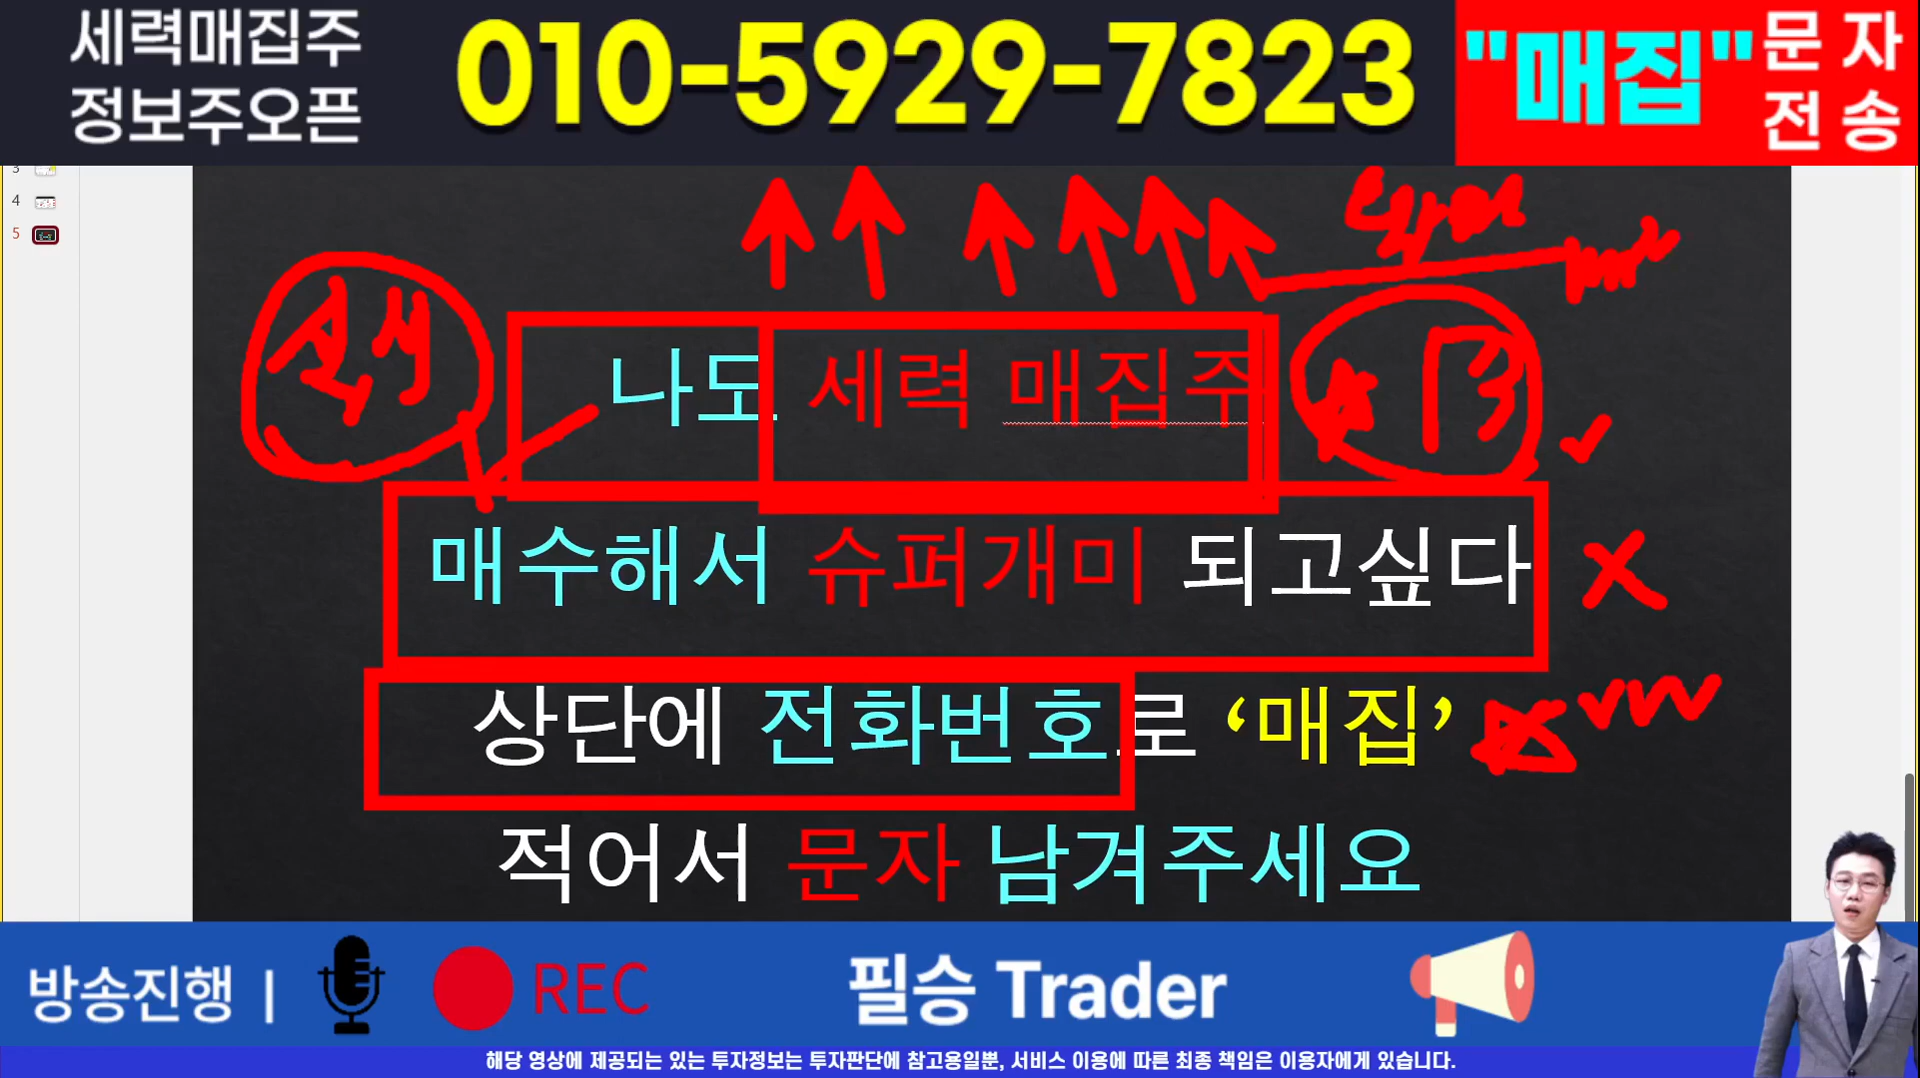 세력매집주
정보주오픈
010-5929-7823
"매집"
문자
전송
3
4
5
나도 세력 매집주
매수해서 슈퍼개미 되고싶다
상단에 전화번호로 ‘매집’
적어서 문자 남겨주세요
방송진행 |
REC
필승 Trader
해당 영상에 제공되는 있는 투자정보는 투자판단에 참고용일뿐, 서비스 이용에 따른 최종 책임은 이용자에게 있습니다.